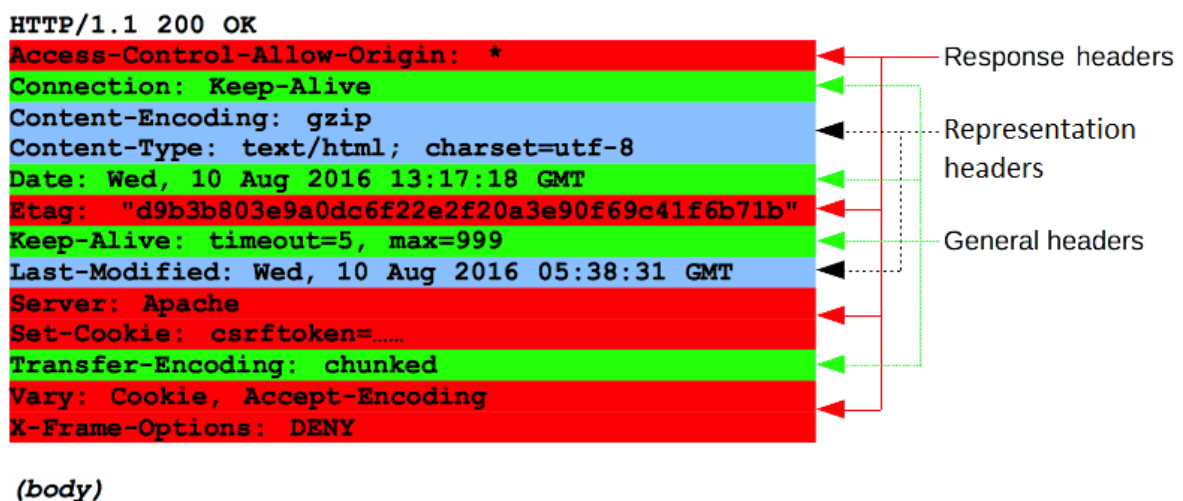 HTTP/1.1 200 OK
Access-Control-Allow-Origin: *
Connection: Keep-Alive
Content-Encoding: gzip
Content-Type: text/html; charset=utf-8
Date: Wed, 10 Aug 2016 13:17:18 GMT
Etag: "d9b3b803e9a0dc6f22e2f20a3e90f69c41f6b71b"
Keep-Alive: timeout=5, max=999
Last-Modified: Wed, 10 Aug 2016 05:38:31 GMT
Server: Apache
Set-Cookie: csrftoken=……
Transfer-Encoding: chunked
Vary: Cookie, Accept-Encoding
X-Frame-Options: DENY
(body)
Response headers
Representation
headers
General headers